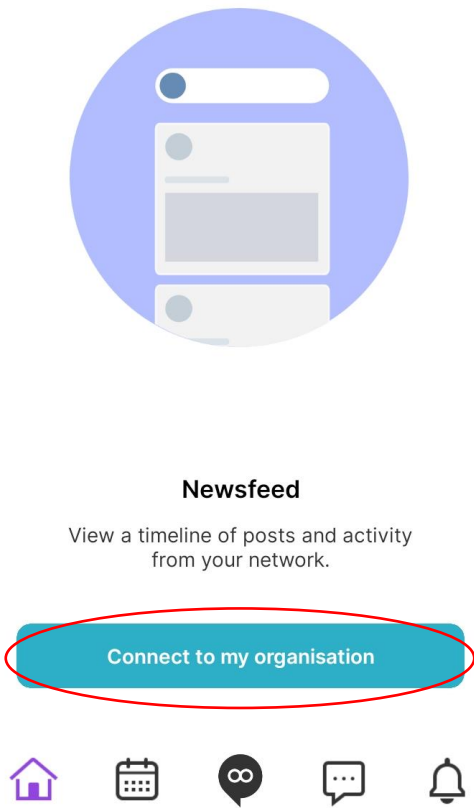 Newsfeed
View a timeline of posts and activity
from your network.
Connect to my organisation